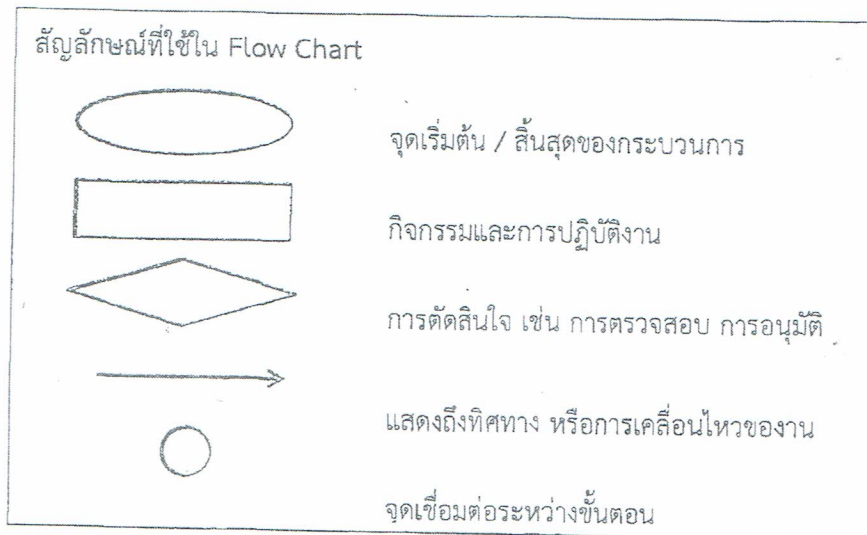 สัญลักษณ์ที่ใช้ใน Flow Chart
จุดเริ่มต้น / สิ้นสุดของกระบวนการ
กิจกรรมและการปฏิบัติงาน
การตัดสินใจ เช่น การตรวจสอบ การอนุมัติ
แสดงถึงทิศทาง หรือการเคลื่อนไหวของงาน
จุดเชื่อมต่อระหว่างขั้นตอน